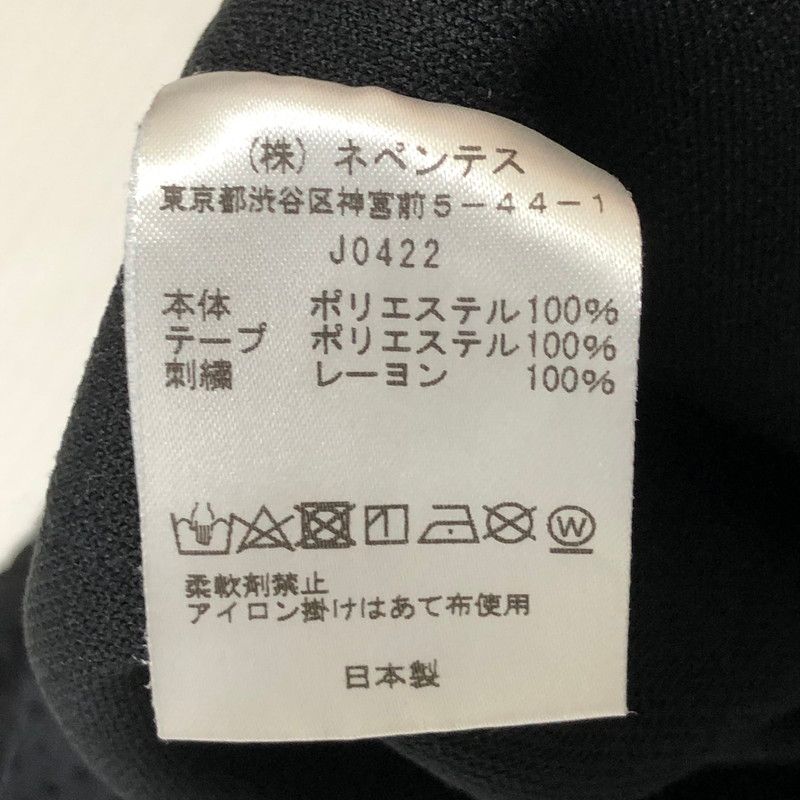 (株) ネペンテス
東京都渋谷区神宮前5-44-1
J0422
本体 ポリエステル100%
テープ ポリエステル100%
刺繍 レーヨン 100%
W
柔軟剤禁止
アイロン掛けはあて布使用
日本製